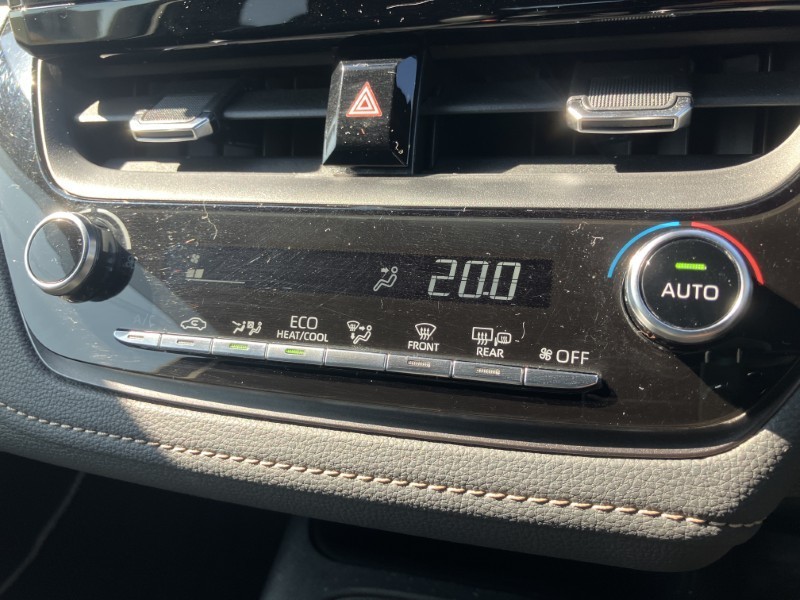 20.0
AUTO
ECO
HEAT/COOL
FRONT
REAR
OFF